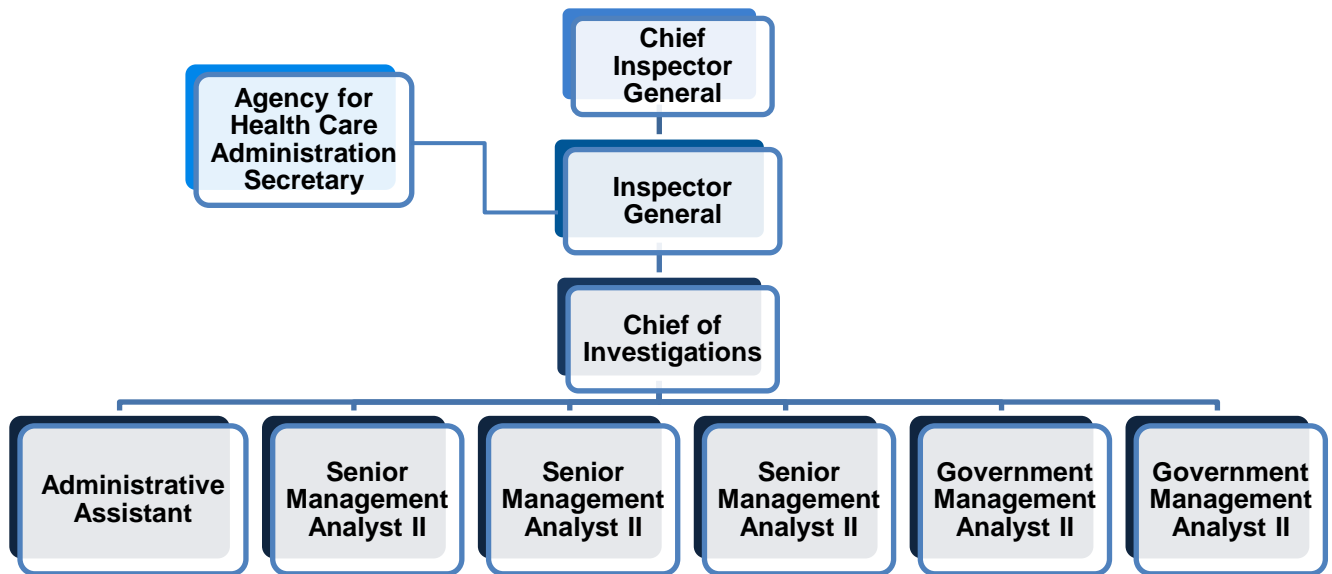 Chief
Inspector
General
Agency for
Health Care
Administration
Secretary
Inspector
General
Chief of
Investigations
Administrative
Assistant
Senior
Management
Analyst II
Senior
Management
Analyst II
Senior
Management
Analyst II
Government
Management
Analyst II
Government
Management
Analyst II